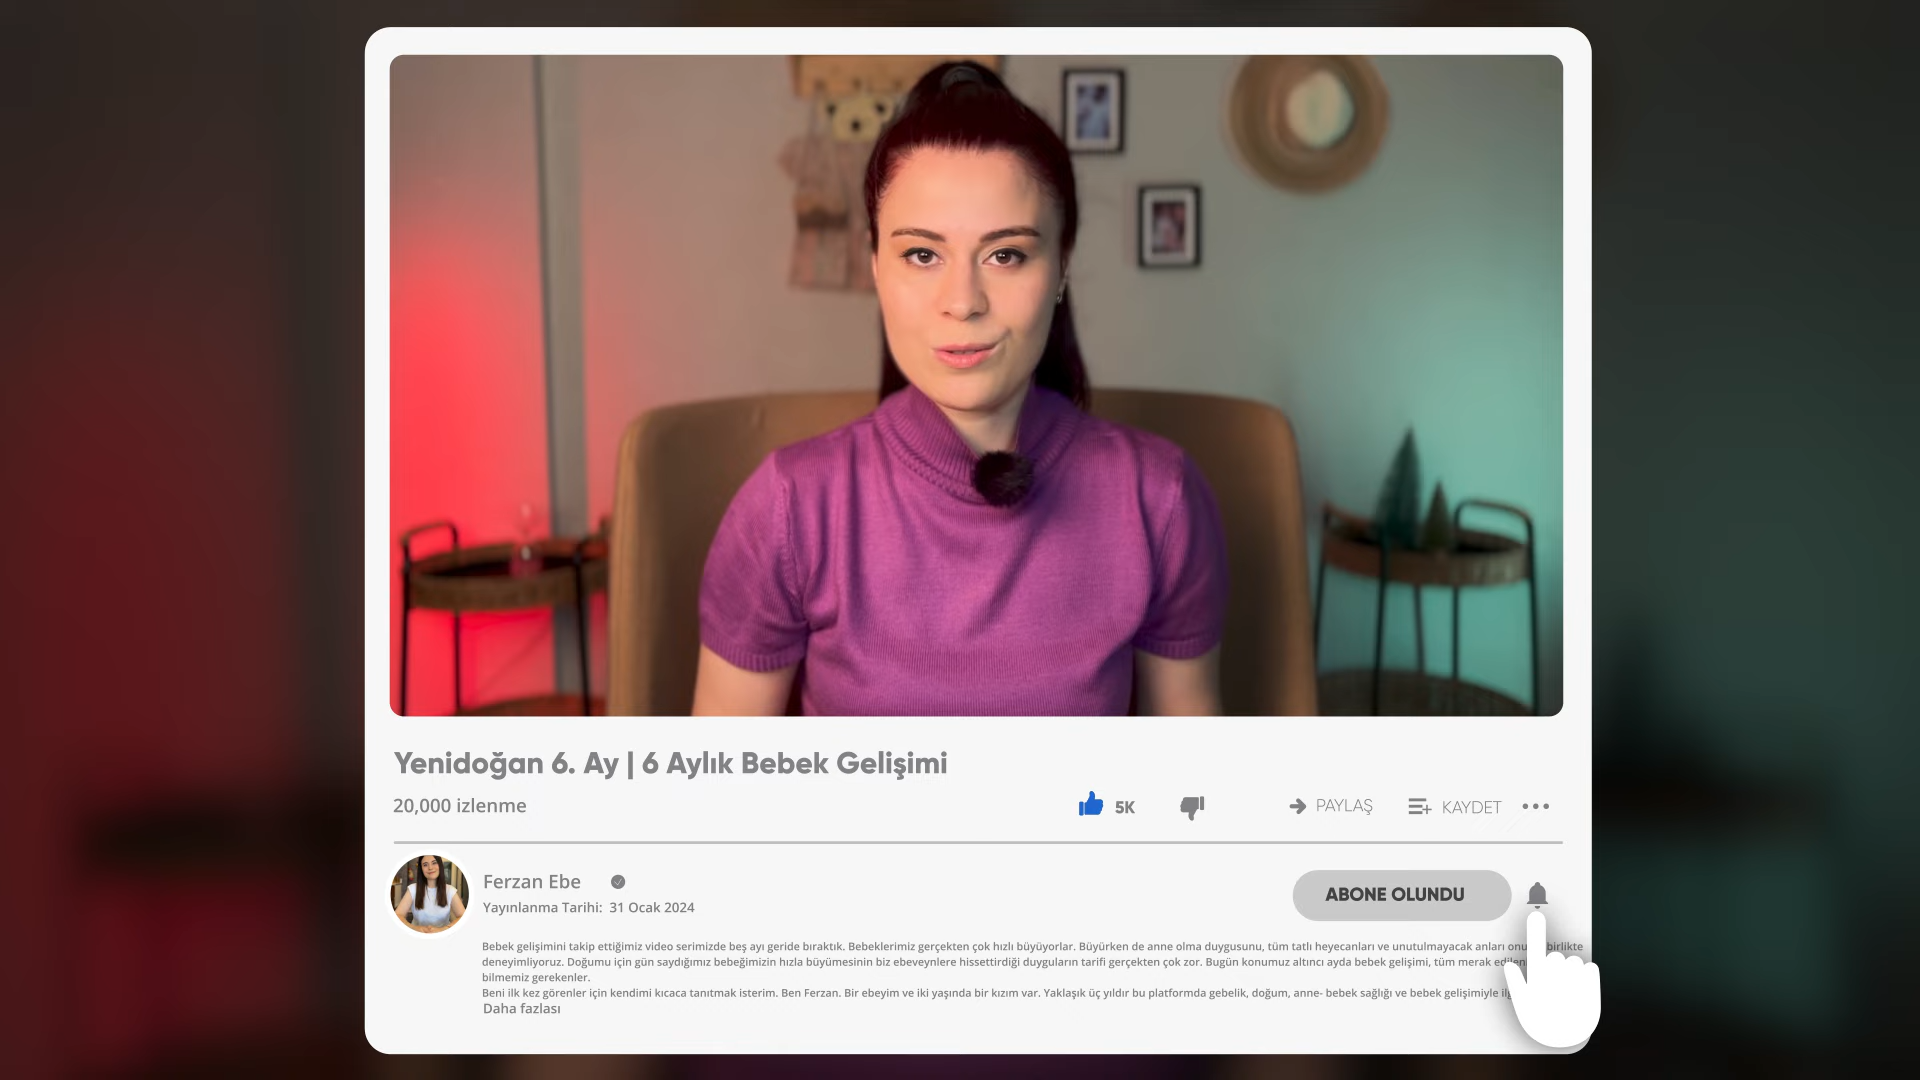 Yenidoğan 6. Ay | 6 Aylık Bebek Gelişimi
20,000 izlenme
5K
PAYLAŞ
KAYDET
Ferzan Ebe
Yayınlanma Tarihi: 31 Ocak 2024
ABONE OLUNDU
Bebek gelişimini takip ettiğimiz video serimizde beş ayı geride bıraktık. Bebeklerimiz gerçekten çok hızlı büyüyorlar. Büyürken de anne olma duygusunu, tüm tatlı heyecanları ve unutulmayacak anları birlikte
deneyimliyoruz. Doğumu için gün saydığımız bebeğimizin hızla büyümesinin biz ebeveynlere hissettirdiği duyguların tarifi gerçekten çok zor. Bugün konumuz altıncı ayda bebek gelişimi, tüm merak
bilmemiz gerekenler.
Beni ilk kez görenler için kendimi kıcaca tanıtmak isterim. Ben Ferzan. Bir ebeyim ve iki yaşında bir kızım var. Yaklaşık üç yıldır bu platformda gebelik, doğum, anne- bebek sağlığı ve bebek gelişimiyle
Daha fazlası